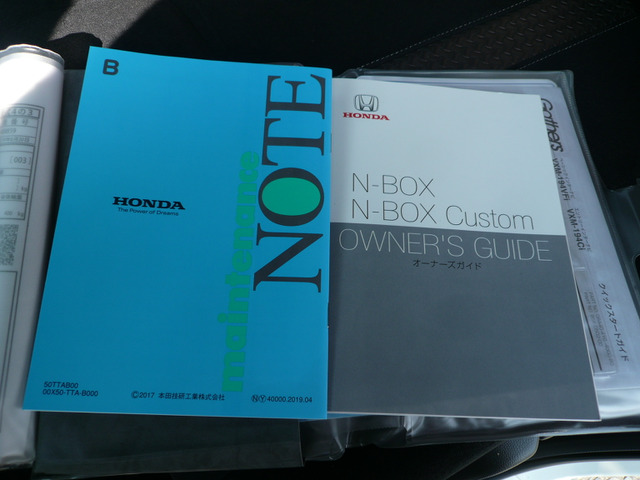 B
HONDA
The Power of Dreams
maintenance
NOTE
50TTAB00
00X50-TTA-B000
©2017 本田技研工業株式会社
NY 40000.2019.04
HONDA
N-BOX
N-BOX Custom
OWNER'S GUIDE
オーナーズガイド
Gathers
クイックスタートガイド